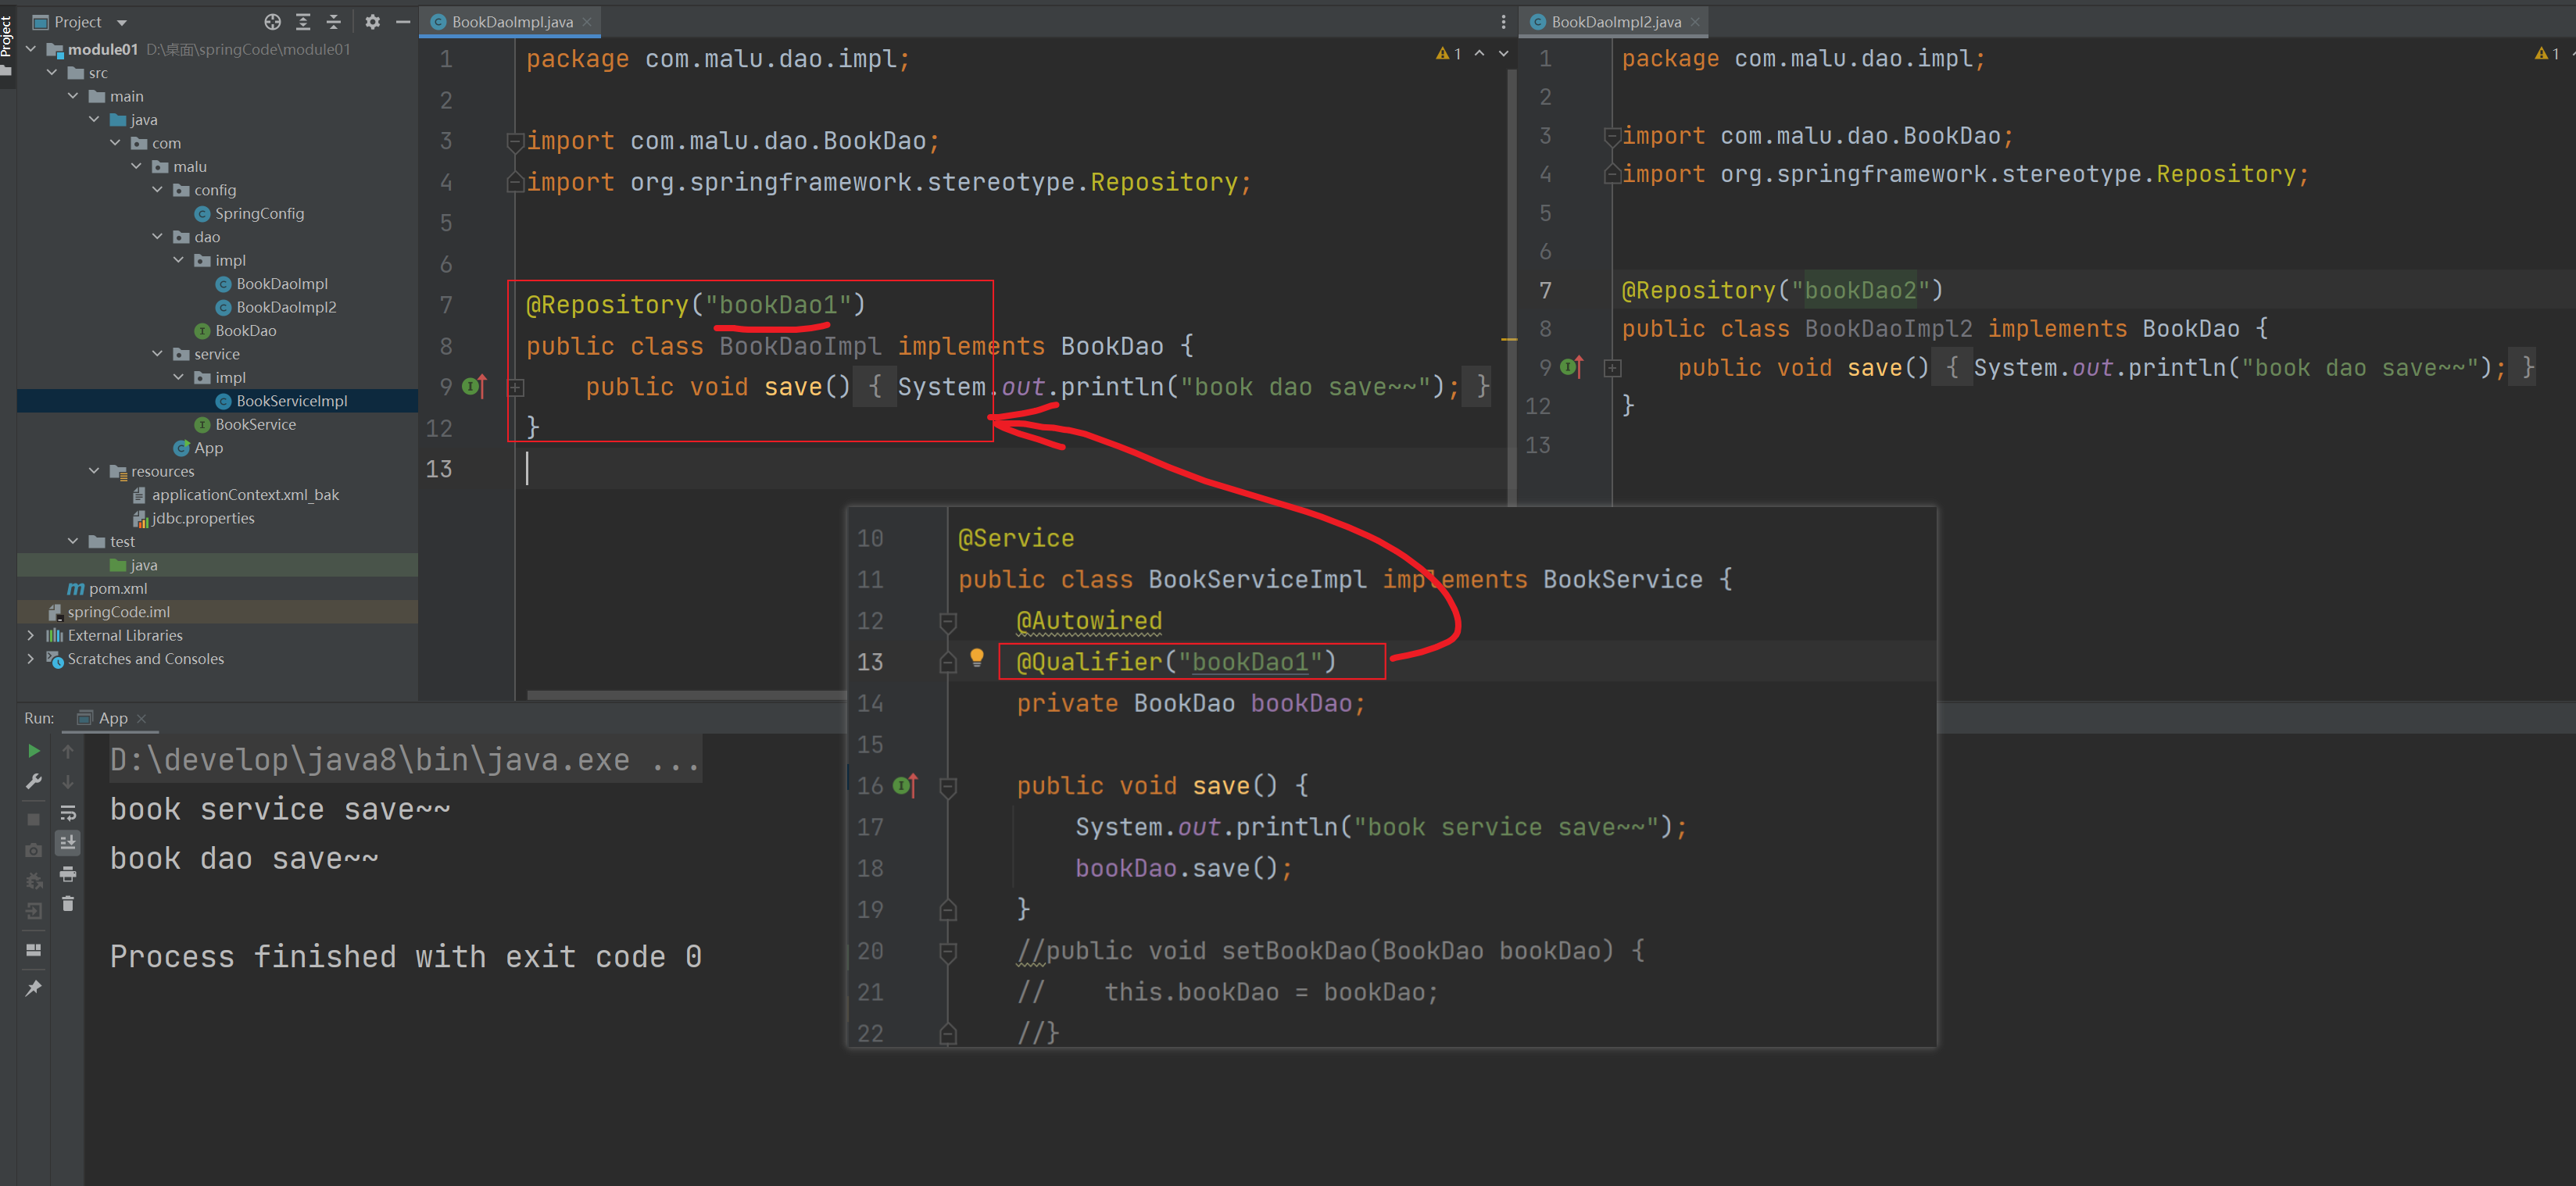 Project
Project
module01 D:\桌面\springCode\module01
src
main
java
com
malu
config
SpringConfig
dao
impl
BookDaoImpl
BookDaoImpl2
BookDao
service
impl
BookServiceImpl
BookService
App
resources
applicationContext.xml_bak
jdbc.properties
test
java
pom.xml
springCode.iml
External Libraries
Scratches and Consoles
BookDaoImpl.java
1
1 package com.malu.dao.impl;
2
3 import com.malu.dao.BookDao;
4 import org.springframework.stereotype.Repository;
5
6
7 @Repository("bookDao1")
8 public class BookDaoImpl implements BookDao {
9 public void save() { System.out.println("book dao save~~"); }
12 }
13
BookDaoImpl2.java
1
1 package com.malu.dao.impl;
2
3 import com.malu.dao.BookDao;
4 import org.springframework.stereotype.Repository;
5
6
7 @Repository("bookDao2")
8 public class BookDaoImpl2 implements BookDao {
9 public void save() { System.out.println("book dao save~~"); }
12 }
13
10 @Service
11 public class BookServiceImpl implements BookService {
12 @Autowired
13 @Qualifier("bookDao1")
14 private BookDao bookDao;
15
16 public void save() {
17 System.out.println("book service save~~");
18 bookDao.save();
19 }
20 //public void setBookDao(BookDao bookDao) {
21 // this.bookDao = bookDao;
22 //}
Run: App
D:\develop\java8\bin\java.exe ...
book service save~~
book dao save~~
Process finished with exit code 0